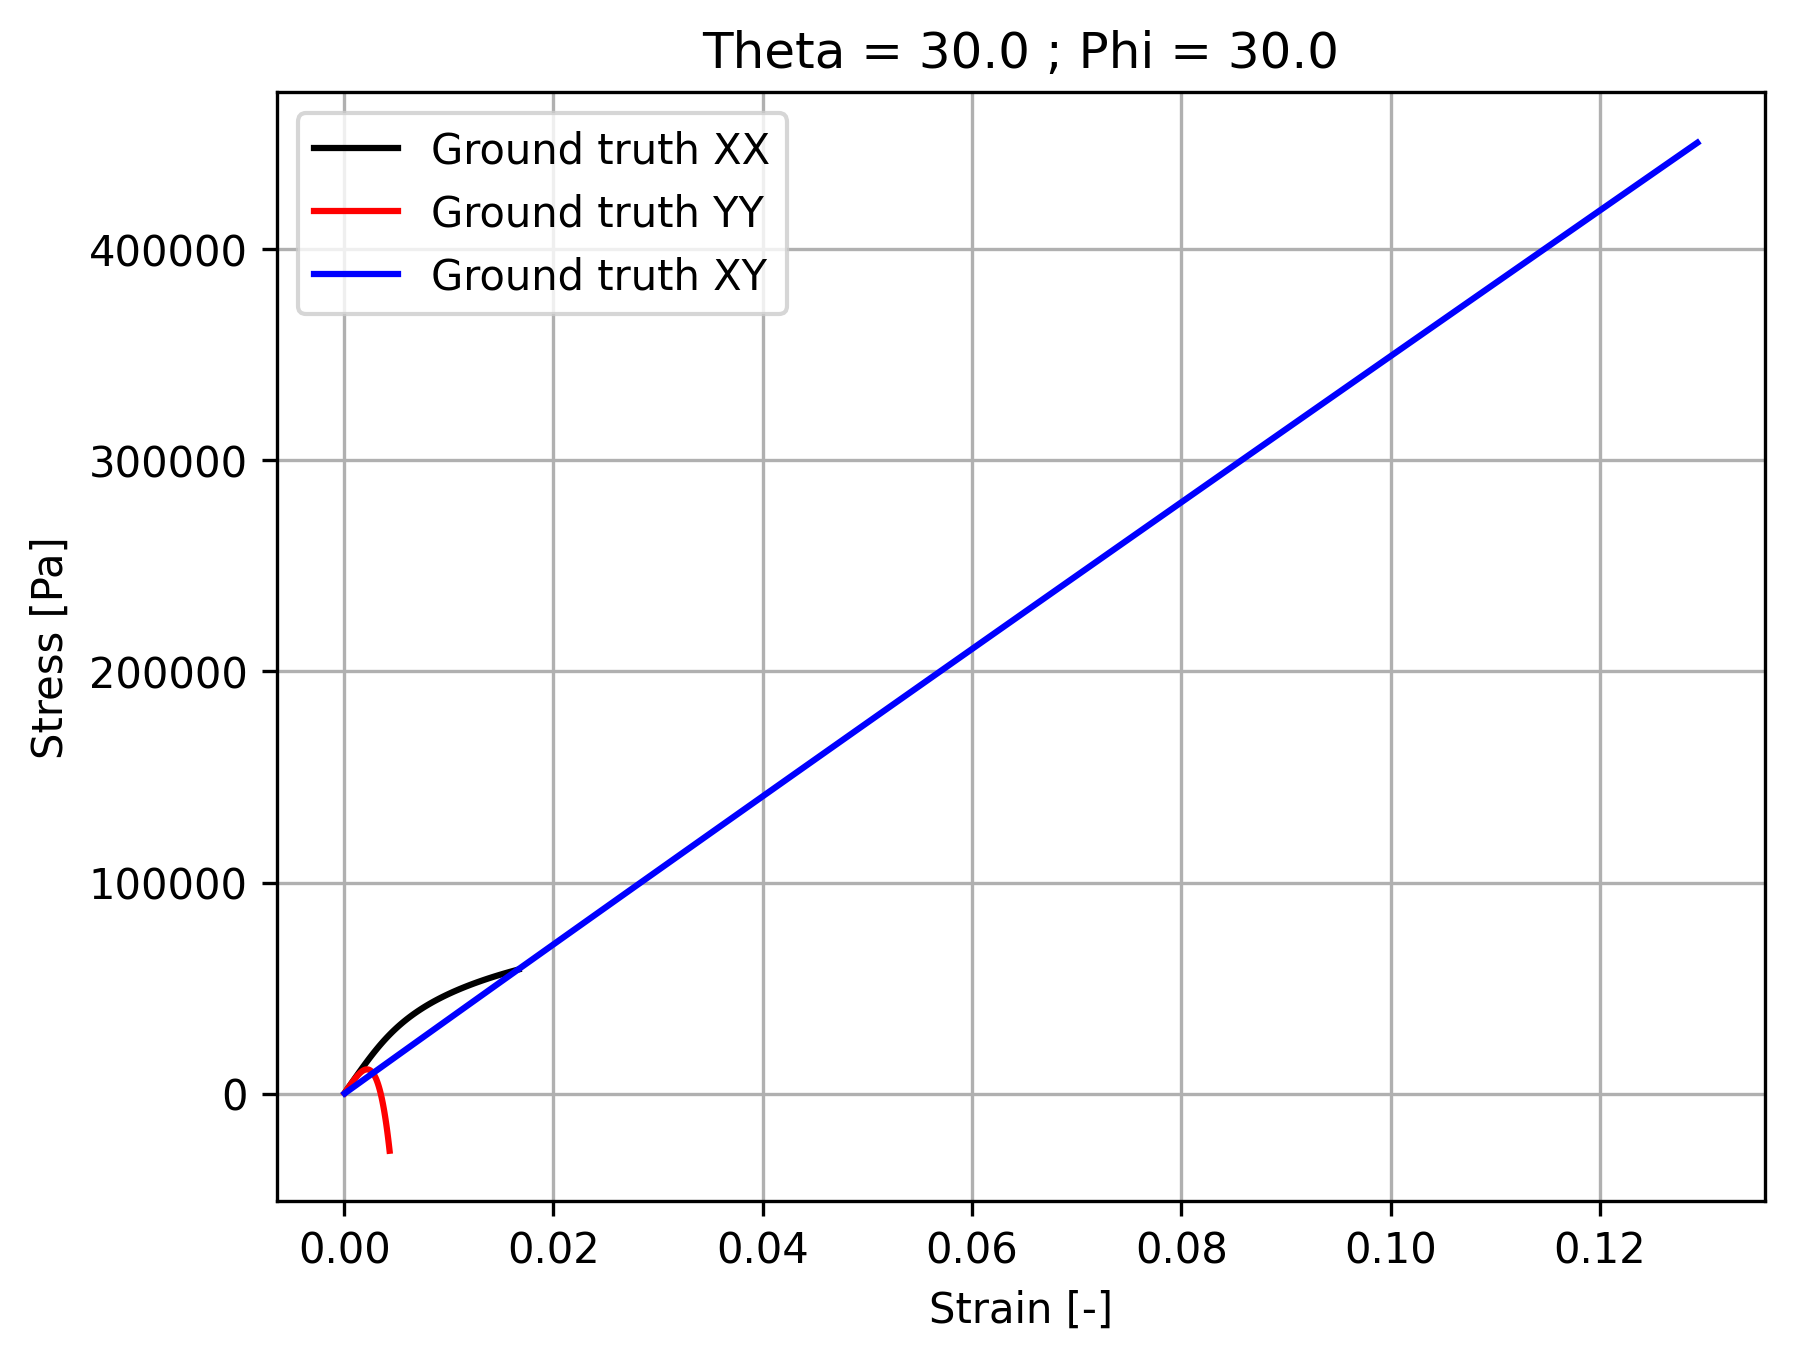 Theta = 30.0 ; Phi = 30.0
Ground truth XX
Ground truth YY
Ground truth XY
400000
300000
200000
100000
0
Stress [Pa]
0.00 0.02 0.04 0.06 0.08 0.10 0.12
Strain [-]